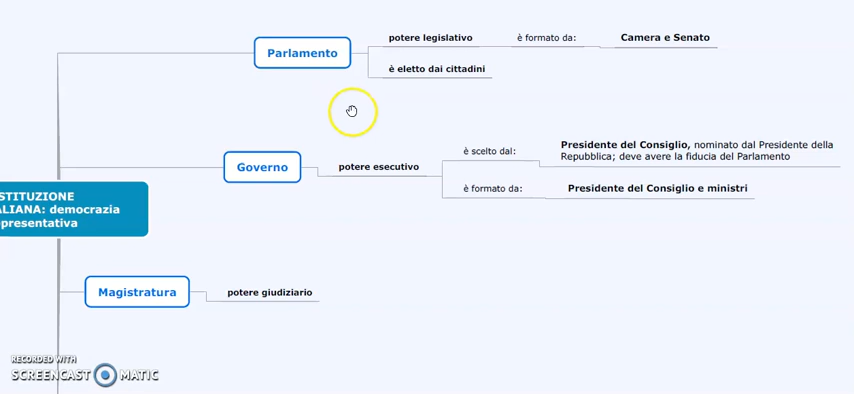 Parlamento
potere legislativo
è formato da:
Camera e Senato
è eletto dai cittadini
Governo
potere esecutivo
è scelto dal:
Presidente del Consiglio, nominato dal Presidente della
Repubblica; deve avere la fiducia del Parlamento
è formato da:
Presidente del Consiglio e ministri
STITUZIONE
ALIANA: democrazia
presentativa
Magistratura
potere giudiziario
RECORDED WITH
SCREENCAST MATIC